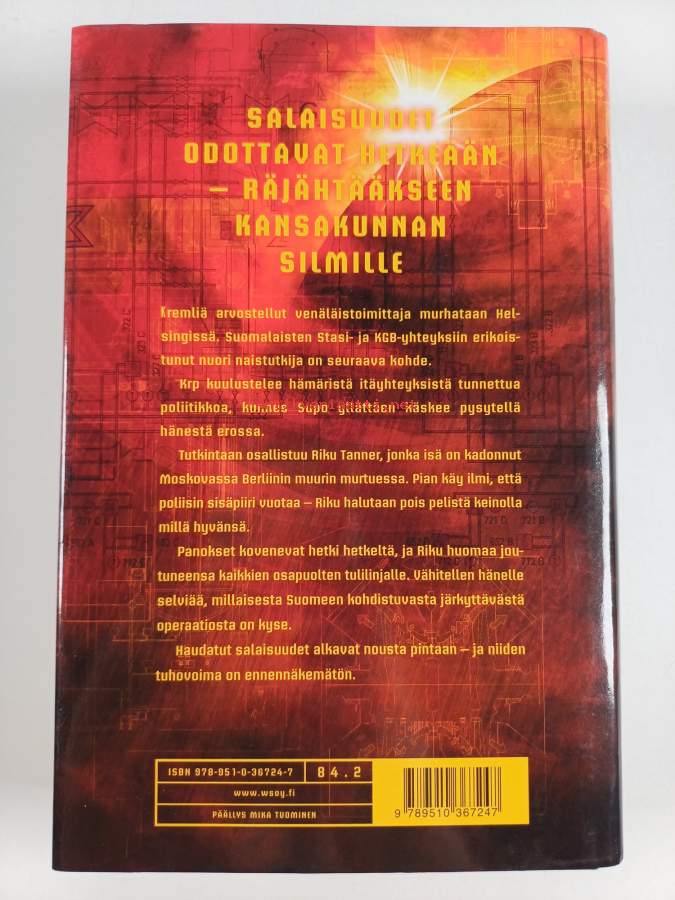 SALAISUUDET
ODOTTAVAT HETKEÄÄN
– RÄJÄHTÄÄKSEEN
KANSAKUNNAN
SILMILLE
Kremliä arvostellut venäläistoimittaja murhataan Hel-
singissä. Suomalaisten Stasi- ja KGB-yhteyksiin erikois-
tunut nuori naistutkija on seuraava kohde.
Krp kuulustelee hämäristä itäyhteyksistä tunnettua
poliitikkoa, kunnes Supo yllättäen käskee pysytellä
hänestä erossa.
Tutkintaan osallistuu Riku Tanner, jonka isä on kadonnut
Moskovassa Berliinin muurin murtuessa. Pian käy ilmi, että
poliisin sisäpiiri vuotaa – Riku halutaan pois pelistä keinolla
millä hyvänsä.
Panokset kovenevat hetki hetkeltä, ja Riku huomaa jou-
tuneensa kaikkien osapuolten tulilinjalle. Vähitellen hänelle
selviää, millaisesta Suomeen kohdistuvasta järkyttävästä
operaatiosta on kyse.
Haudatut salaisuudet alkavat nousta pintaan – ja niiden
tuhovoima on ennennäkemätön.
ISBN 978-951-0-36724-7
84.2
www.wsoy.fi
PÄÄLLYS MIKA TUOMINEN
9 789510 367247